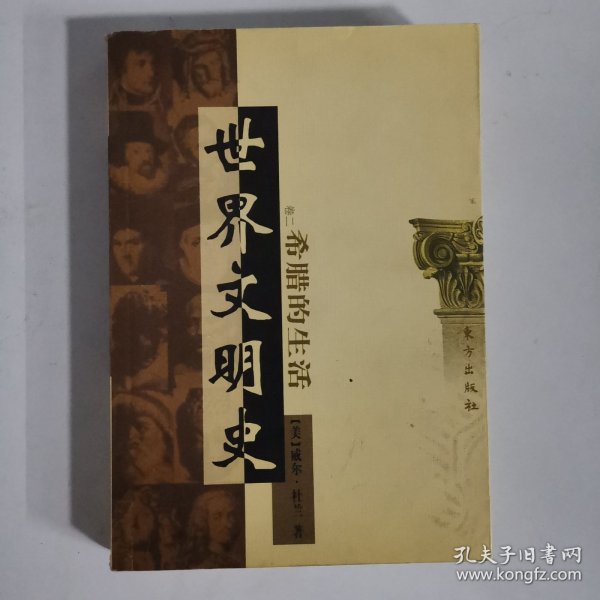 世界文明史
卷二 希腊的生活
【美】威尔·杜兰 著
東方出版社
孔夫子旧书网
www.kongfz.com